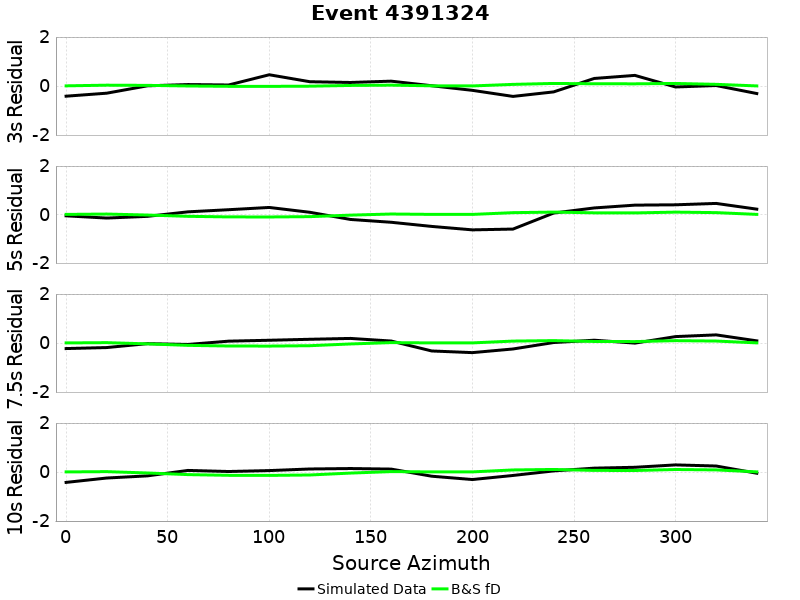 Event 4391324
3s Residual
2
0
-2
5s Residual
2
0
-2
7.5s Residual
2
0
-2
10s Residual
2
0
-2
0 50 100 150 200 250 300
Source Azimuth
Simulated Data B&S fD